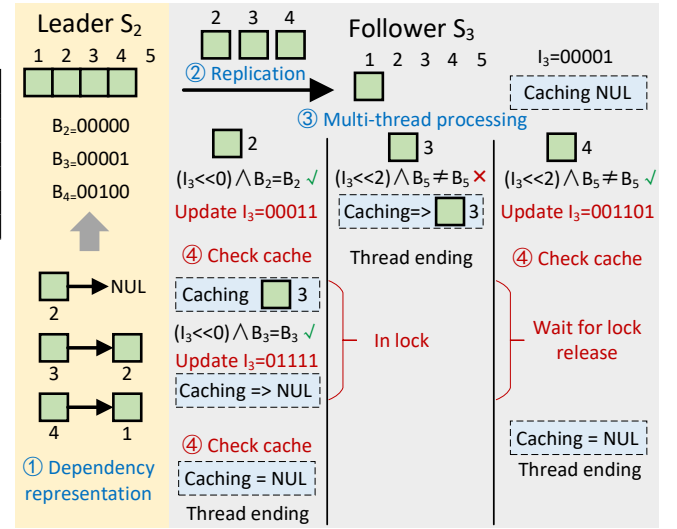 Leader S2
1 2 3 4 5
B2=00000
B3=00001
B4=00100
2
NUL
3
2
4
1
① Dependency
representation
2 3 4
② Replication
Follower S3
1 2 3 4 5
I3=00001
Caching NUL
③ Multi-thread processing
2
(I3<<0)∧B2=B2 √
Update I3=00011
④ Check cache
Caching 3
(I3<<0)∧B3=B3 √
Update I3=01111
Caching => NUL
④ Check cache
Caching = NUL
Thread ending
3
(I3<<2)∧B5≠B5 ×
Caching=> 3
Thread ending
In lock
4
(I3<<2)∧B5≠B5 √
Update I3=001101
④ Check cache
Wait for lock
release
Caching = NUL
Thread ending